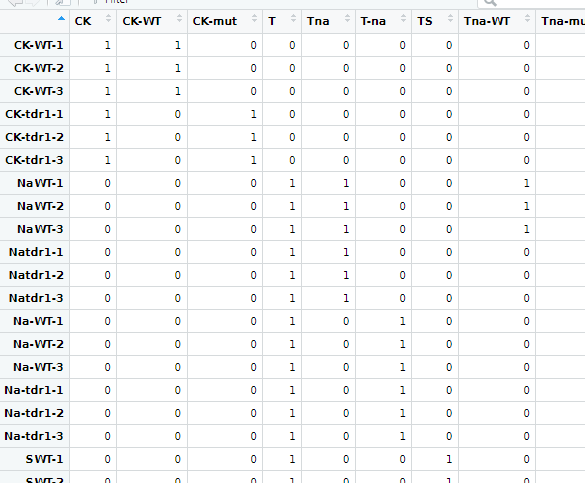 Filter
CK CK-WT CK-mut T Tna T-na TS Tna-WT Tna-mu
CK-WT-1 1 1 0 0 0 0 0 0
CK-WT-2 1 1 0 0 0 0 0 0
CK-WT-3 1 1 0 0 0 0 0 0
CK-tdr1-1 1 0 1 0 0 0 0 0
CK-tdr1-2 1 0 1 0 0 0 0 0
CK-tdr1-3 1 0 1 0 0 0 0 0
NaWT-1 0 0 0 1 1 0 0 1
NaWT-2 0 0 0 1 1 0 0 1
NaWT-3 0 0 0 1 1 0 0 1
Natdr1-1 0 0 0 1 1 0 0 0
Natdr1-2 0 0 0 1 1 0 0 0
Natdr1-3 0 0 0 1 1 0 0 0
Na-WT-1 0 0 0 1 0 1 0 0
Na-WT-2 0 0 0 1 0 1 0 0
Na-WT-3 0 0 0 1 0 1 0 0
Na-tdr1-1 0 0 0 1 0 1 0 0
Na-tdr1-2 0 0 0 1 0 1 0 0
Na-tdr1-3 0 0 0 1 0 1 0 0
SWT-1 0 0 0 1 0 0 1 0
SWT-2 0 0 0 1 0 0 1 0